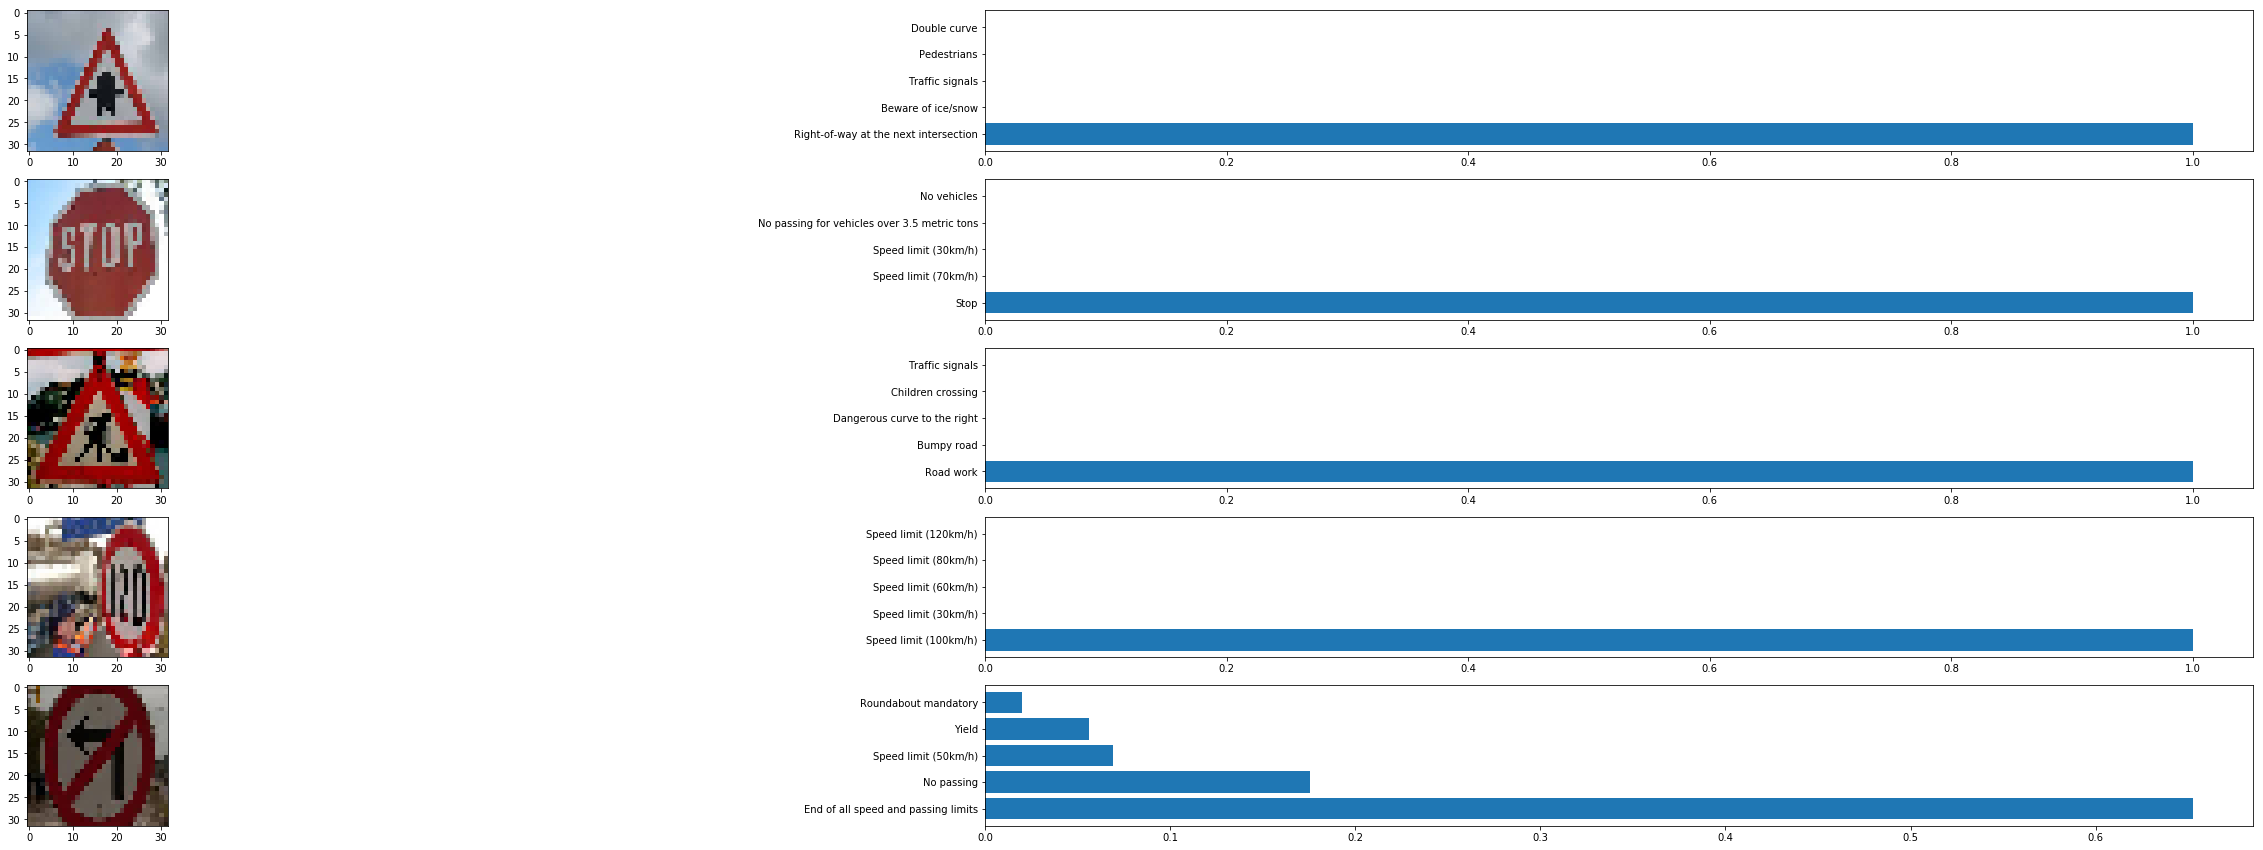 0
5
10
15
20
25
30
0 10 20 30
Double curve
Pedestrians
Traffic signals
Beware of ice/snow
Right-of-way at the next intersection
0.0 0.2 0.4 0.6 0.8 1.0
0
5
10
15
20
25
30
0 10 20 30
STOP
No vehicles
No passing for vehicles over 3.5 metric tons
Speed limit (30km/h)
Speed limit (70km/h)
Stop
0.0 0.2 0.4 0.6 0.8 1.0
0
5
10
15
20
25
30
0 10 20 30
Traffic signals
Children crossing
Dangerous curve to the right
Bumpy road
Road work
0.0 0.2 0.4 0.6 0.8 1.0
0
5
10
15
20
25
30
0 10 20 30
120
Speed limit (120km/h)
Speed limit (80km/h)
Speed limit (60km/h)
Speed limit (30km/h)
Speed limit (100km/h)
0.0 0.2 0.4 0.6 0.8 1.0
0
5
10
15
20
25
30
0 10 20 30
Roundabout mandatory
Yield
Speed limit (50km/h)
No passing
End of all speed and passing limits
0.0 0.1 0.2 0.3 0.4 0.5 0.6